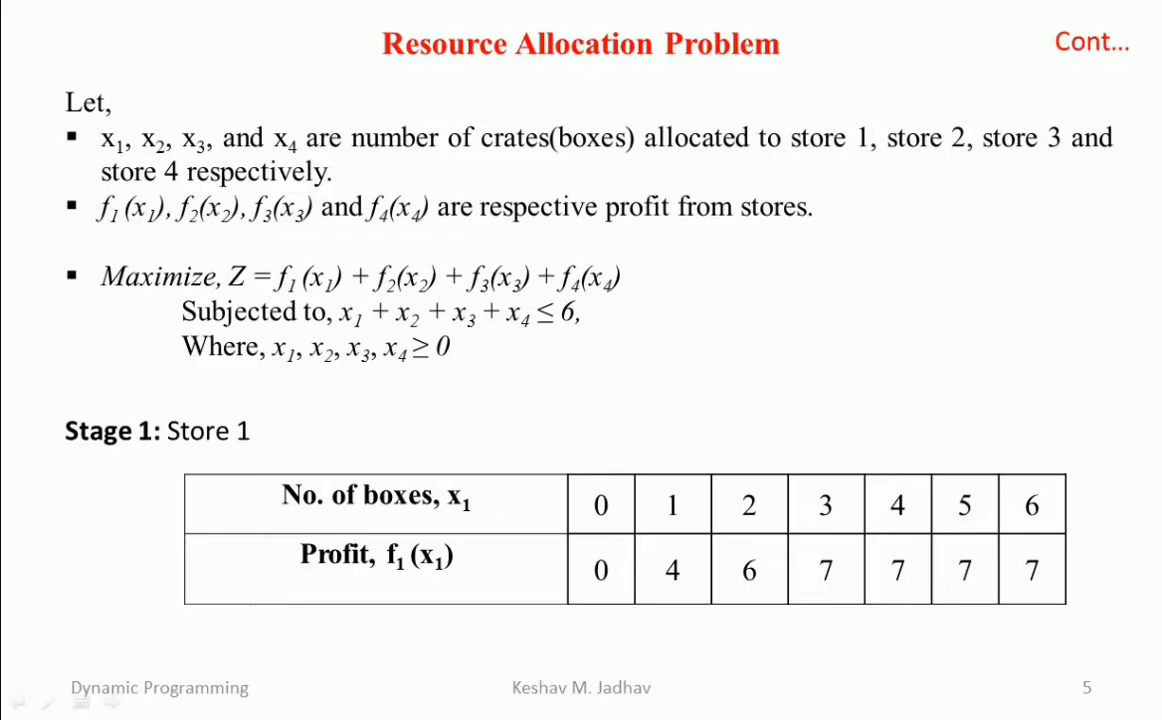 Resource Allocation Problem
Cont...
Let,
▪ x₁, x₂, x₃, and x₄ are number of crates(boxes) allocated to store 1, store 2, store 3 and
store 4 respectively.
▪ f₁ (x₁), f₂(x₂), f₃(x₃) and f₄(x₄) are respective profit from stores.
▪ Maximize, Z = f₁ (x₁) + f₂(x₂) + f₃(x₃) + f₄(x₄)
Subjected to, x₁ + x₂ + x₃ + x₄ ≤ 6,
Where, x₁, x₂, x₃, x₄ ≥ 0
Stage 1: Store 1
No. of boxes, x₁ 0 1 2 3 4 5 6
Profit, f₁ (x₁) 0 4 6 7 7 7 7
Dynamic Programming Keshav M. Jadhav 5